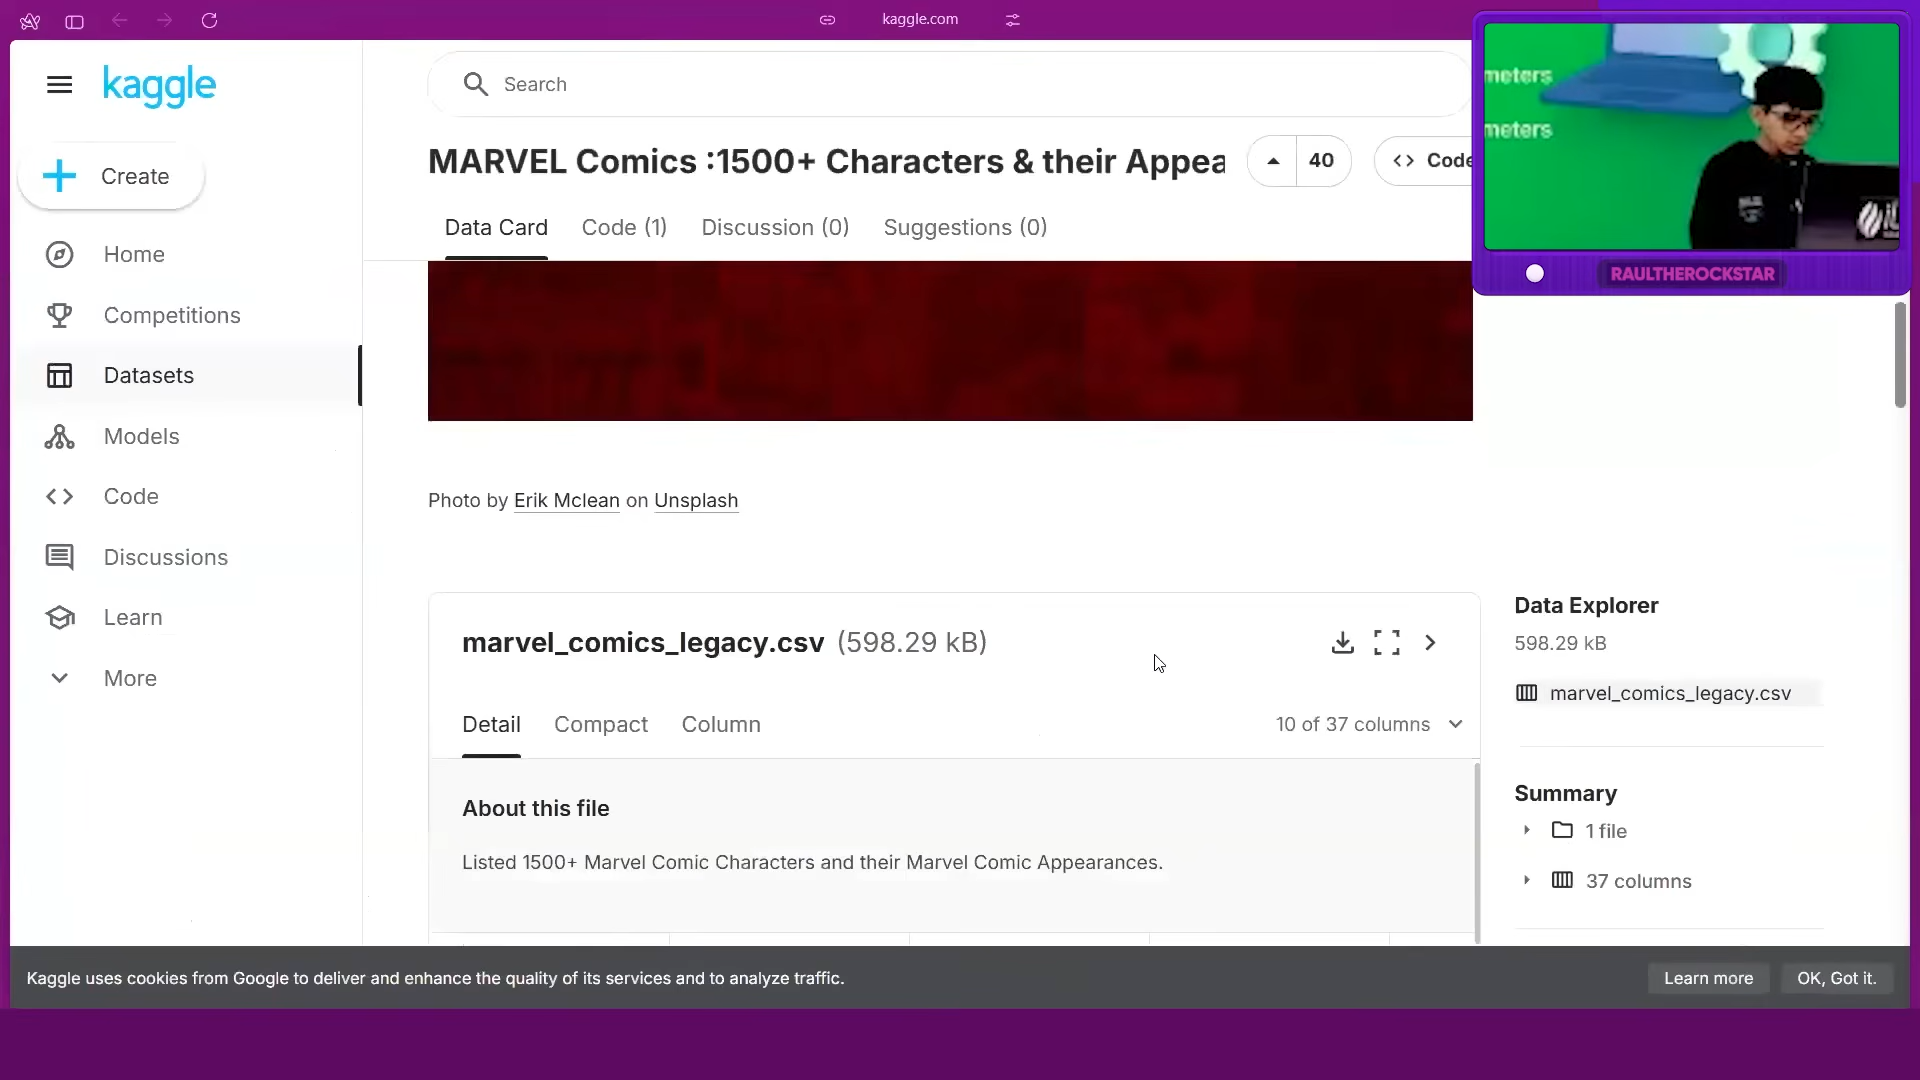 kaggle.com
kaggle
Search
Create
Home
Competitions
Datasets
Models
Code
Discussions
Learn
More
MARVEL Comics :1500+ Characters & their Appea
40
<> Code
Data Card
Code (1)
Discussion (0)
Suggestions (0)
Photo by Erik Mclean on Unsplash
marvel_comics_legacy.csv (598.29 kB)
Detail
Compact
Column
10 of 37 columns
About this file
Listed 1500+ Marvel Comic Characters and their Marvel Comic Appearances.
Data Explorer
598.29 kB
marvel_comics_legacy.csv
Summary
1 file
37 columns
meters
meters
RAULTHEROCKSTAR
Kaggle uses cookies from Google to deliver and enhance the quality of its services and to analyze traffic.
Learn more
OK, Got it.